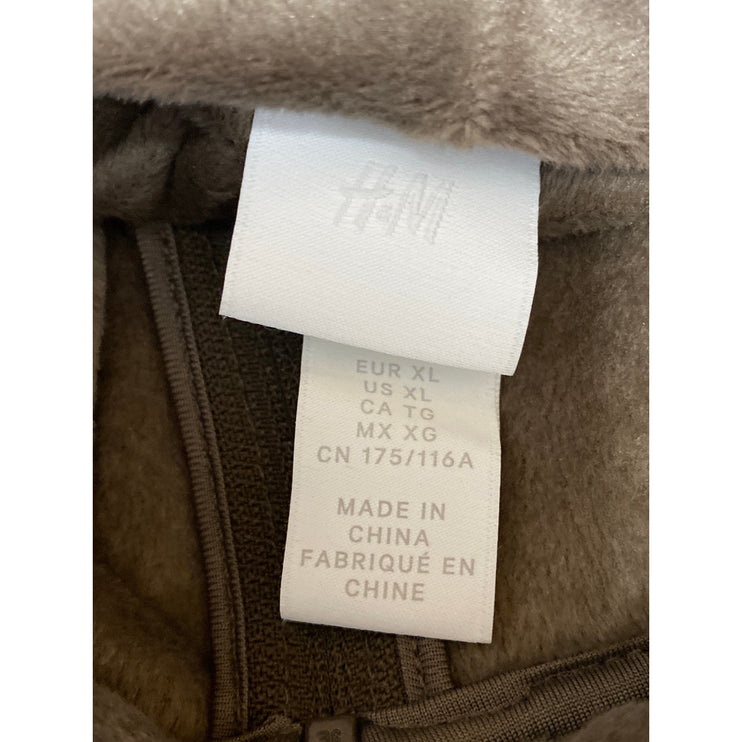 H&M
EUR XL
US XL
CA TG
MX XG
CN 175/116A
MADE IN
CHINA
FABRIQUÉ EN
CHINE